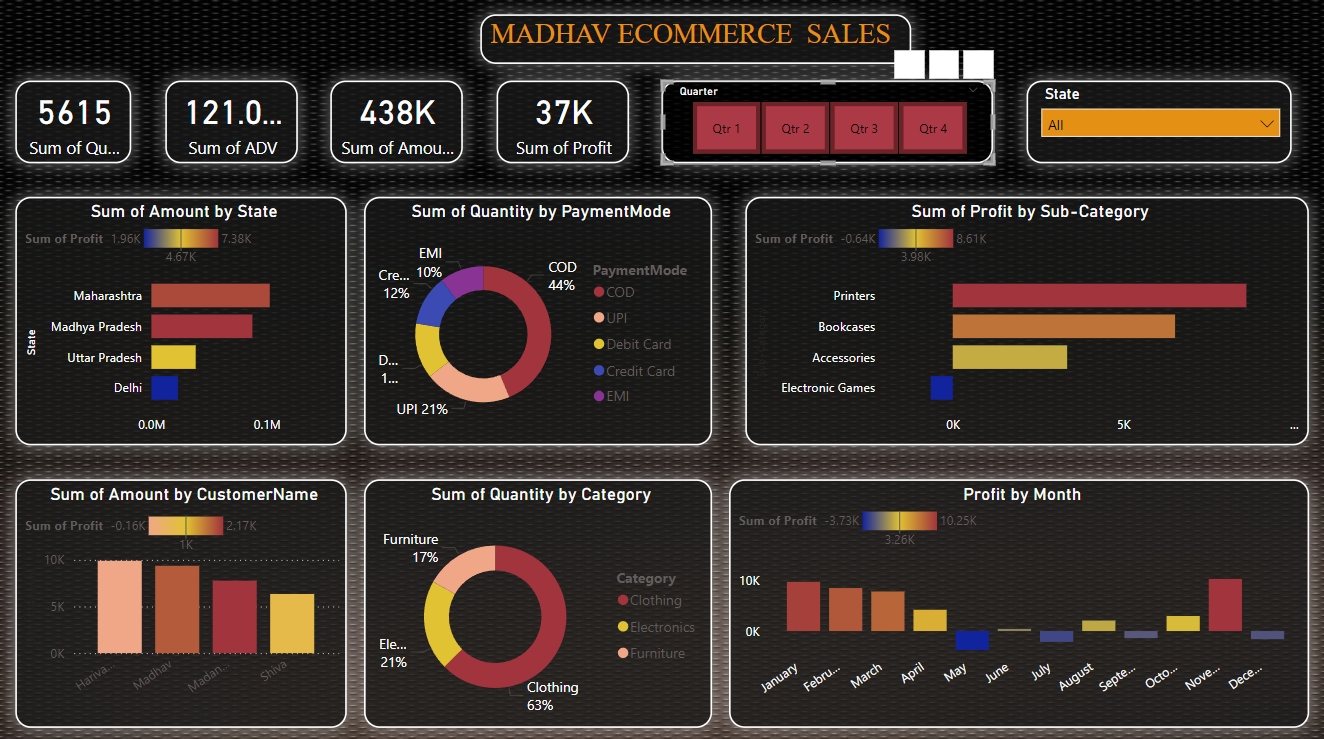 MADHAV ECOMMERCE SALES
5615
Sum of Qu...
121.0...
Sum of ADV
438K
Sum of Amou...
37K
Sum of Profit
Quarter
Qtr 1 Qtr 2 Qtr 3 Qtr 4
State
All
Sum of Amount by State
Sum of Profit 1.96K 7.38K
4.67K
State
Maharashtra
Madhya Pradesh
Uttar Pradesh
Delhi
0.0M 0.1M
Sum of Quantity by PaymentMode
EMI
10%
Cre...
12%
D...
1...
UPI 21%
COD
44%
PaymentMode
COD
UPI
Debit Card
Credit Card
EMI
Sum of Profit by Sub-Category
Sum of Profit -0.64K 8.61K
3.98K
Printers
Bookcases
Accessories
Electronic Games
0K 5K ...
Sum of Amount by CustomerName
Sum of Profit -0.16K 2.17K
1K
10K
5K
0K
Hariva... Madhav Madan... Shiva
Sum of Quantity by Category
Furniture
17%
Ele...
21%
Clothing
63%
Category
Clothing
Electronics
Furniture
Profit by Month
Sum of Profit -3.73K 10.25K
3.26K
10K
0K
January Febru... March April May June July August Septe... Octo... Nove... Dece...